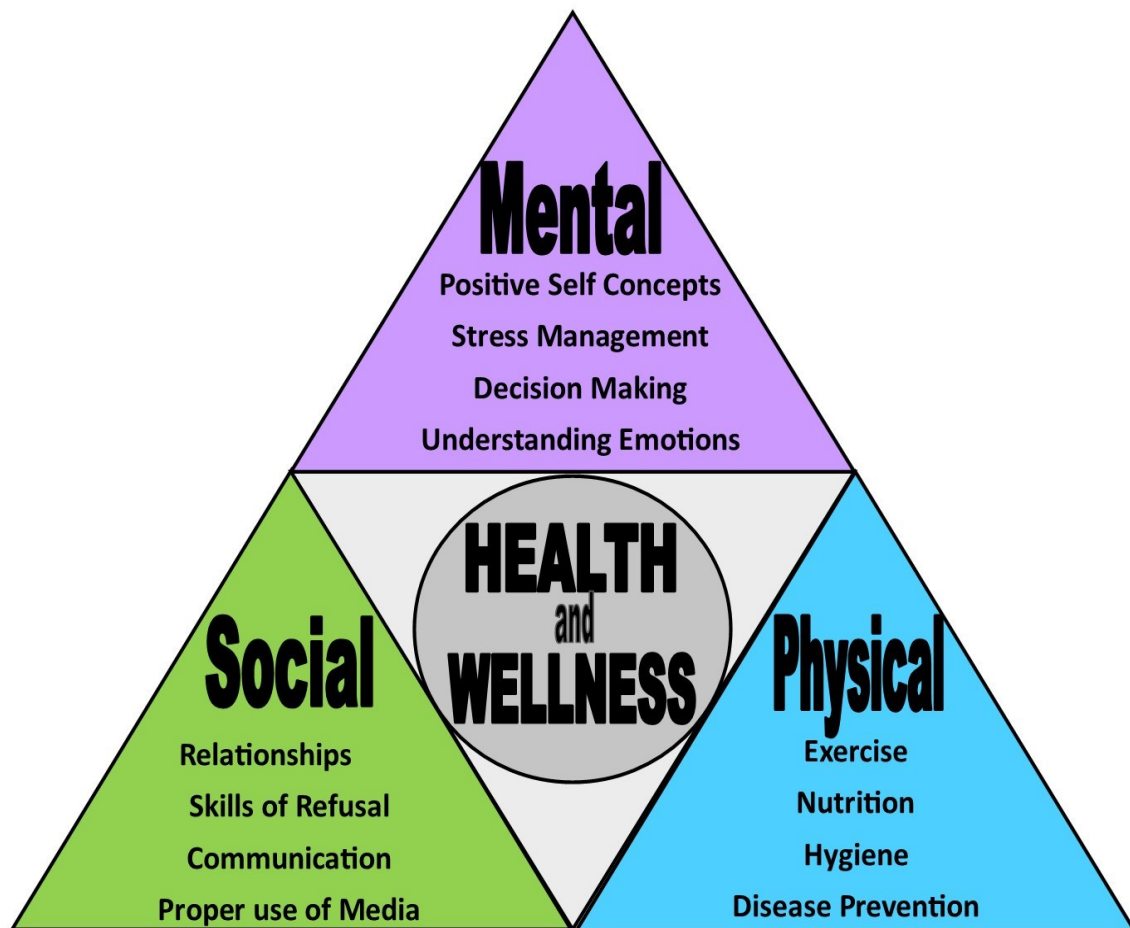 Mental
Positive Self Concepts
Stress Management
Decision Making
Understanding Emotions
HEALTH
and
WELLNESS
Social
Relationships
Skills of Refusal
Communication
Proper use of Media
Physical
Exercise
Nutrition
Hygiene
Disease Prevention